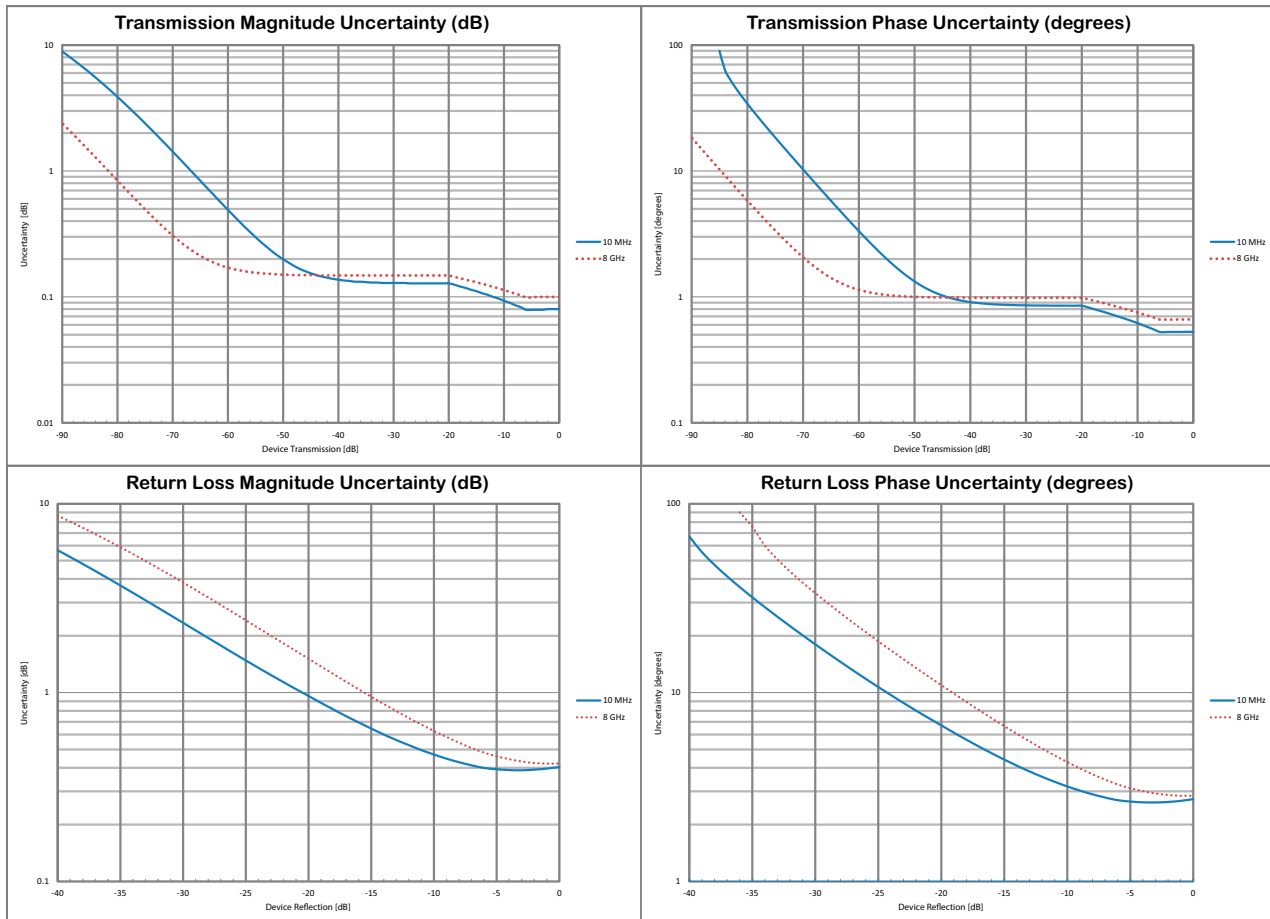 Transmission Magnitude Uncertainty (dB)
10
1
0.1
0.01
Uncertainty [dB]
-90 -80 -70 -60 -50 -40 -30 -20 -10 0
Device Transmission [dB]
10 MHz
8 GHz
Transmission Phase Uncertainty (degrees)
100
10
1
0.1
Uncertainty [degrees]
-90 -80 -70 -60 -50 -40 -30 -20 -10 0
Device Transmission [dB]
10 MHz
8 GHz
Return Loss Magnitude Uncertainty (dB)
10
1
0.1
Uncertainty [dB]
-40 -35 -30 -25 -20 -15 -10 -5 0
Device Reflection [dB]
10 MHz
8 GHz
Return Loss Phase Uncertainty (degrees)
100
10
1
Uncertainty [degrees]
-40 -35 -30 -25 -20 -15 -10 -5 0
Device Reflection [dB]
10 MHz
8 GHz